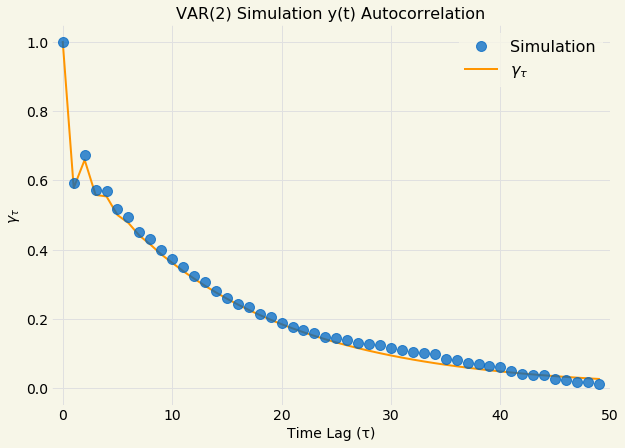 VAR(2) Simulation y(t) Autocorrelation
1.0
0.8
0.6
0.4
0.2
0.0
γτ
Simulation
γτ
0
10
20
30
40
50
Time Lag (τ)